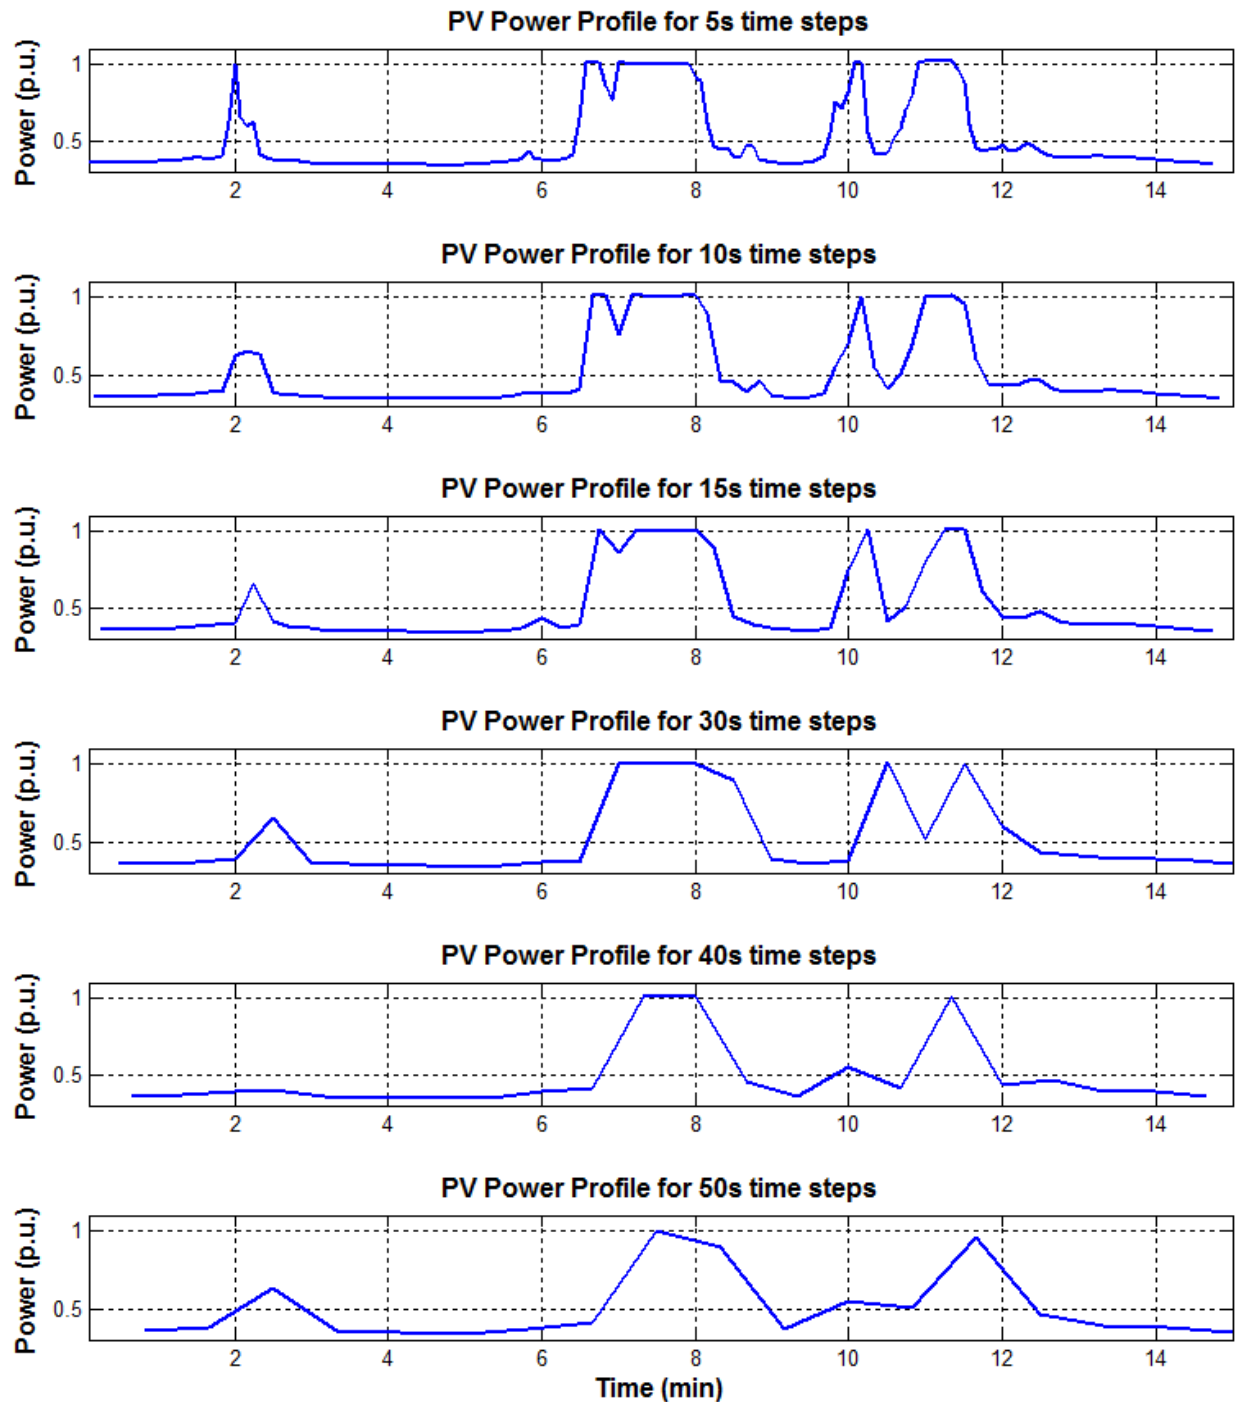 PV Power Profile for 5s time steps
Power (p.u.)
1
0.5
2 4 6 8 10 12 14
PV Power Profile for 10s time steps
Power (p.u.)
1
0.5
2 4 6 8 10 12 14
PV Power Profile for 15s time steps
Power (p.u.)
1
0.5
2 4 6 8 10 12 14
PV Power Profile for 30s time steps
Power (p.u.)
1
0.5
2 4 6 8 10 12 14
PV Power Profile for 40s time steps
Power (p.u.)
1
0.5
2 4 6 8 10 12 14
PV Power Profile for 50s time steps
Power (p.u.)
1
0.5
2 4 6 8 10 12 14
Time (min)